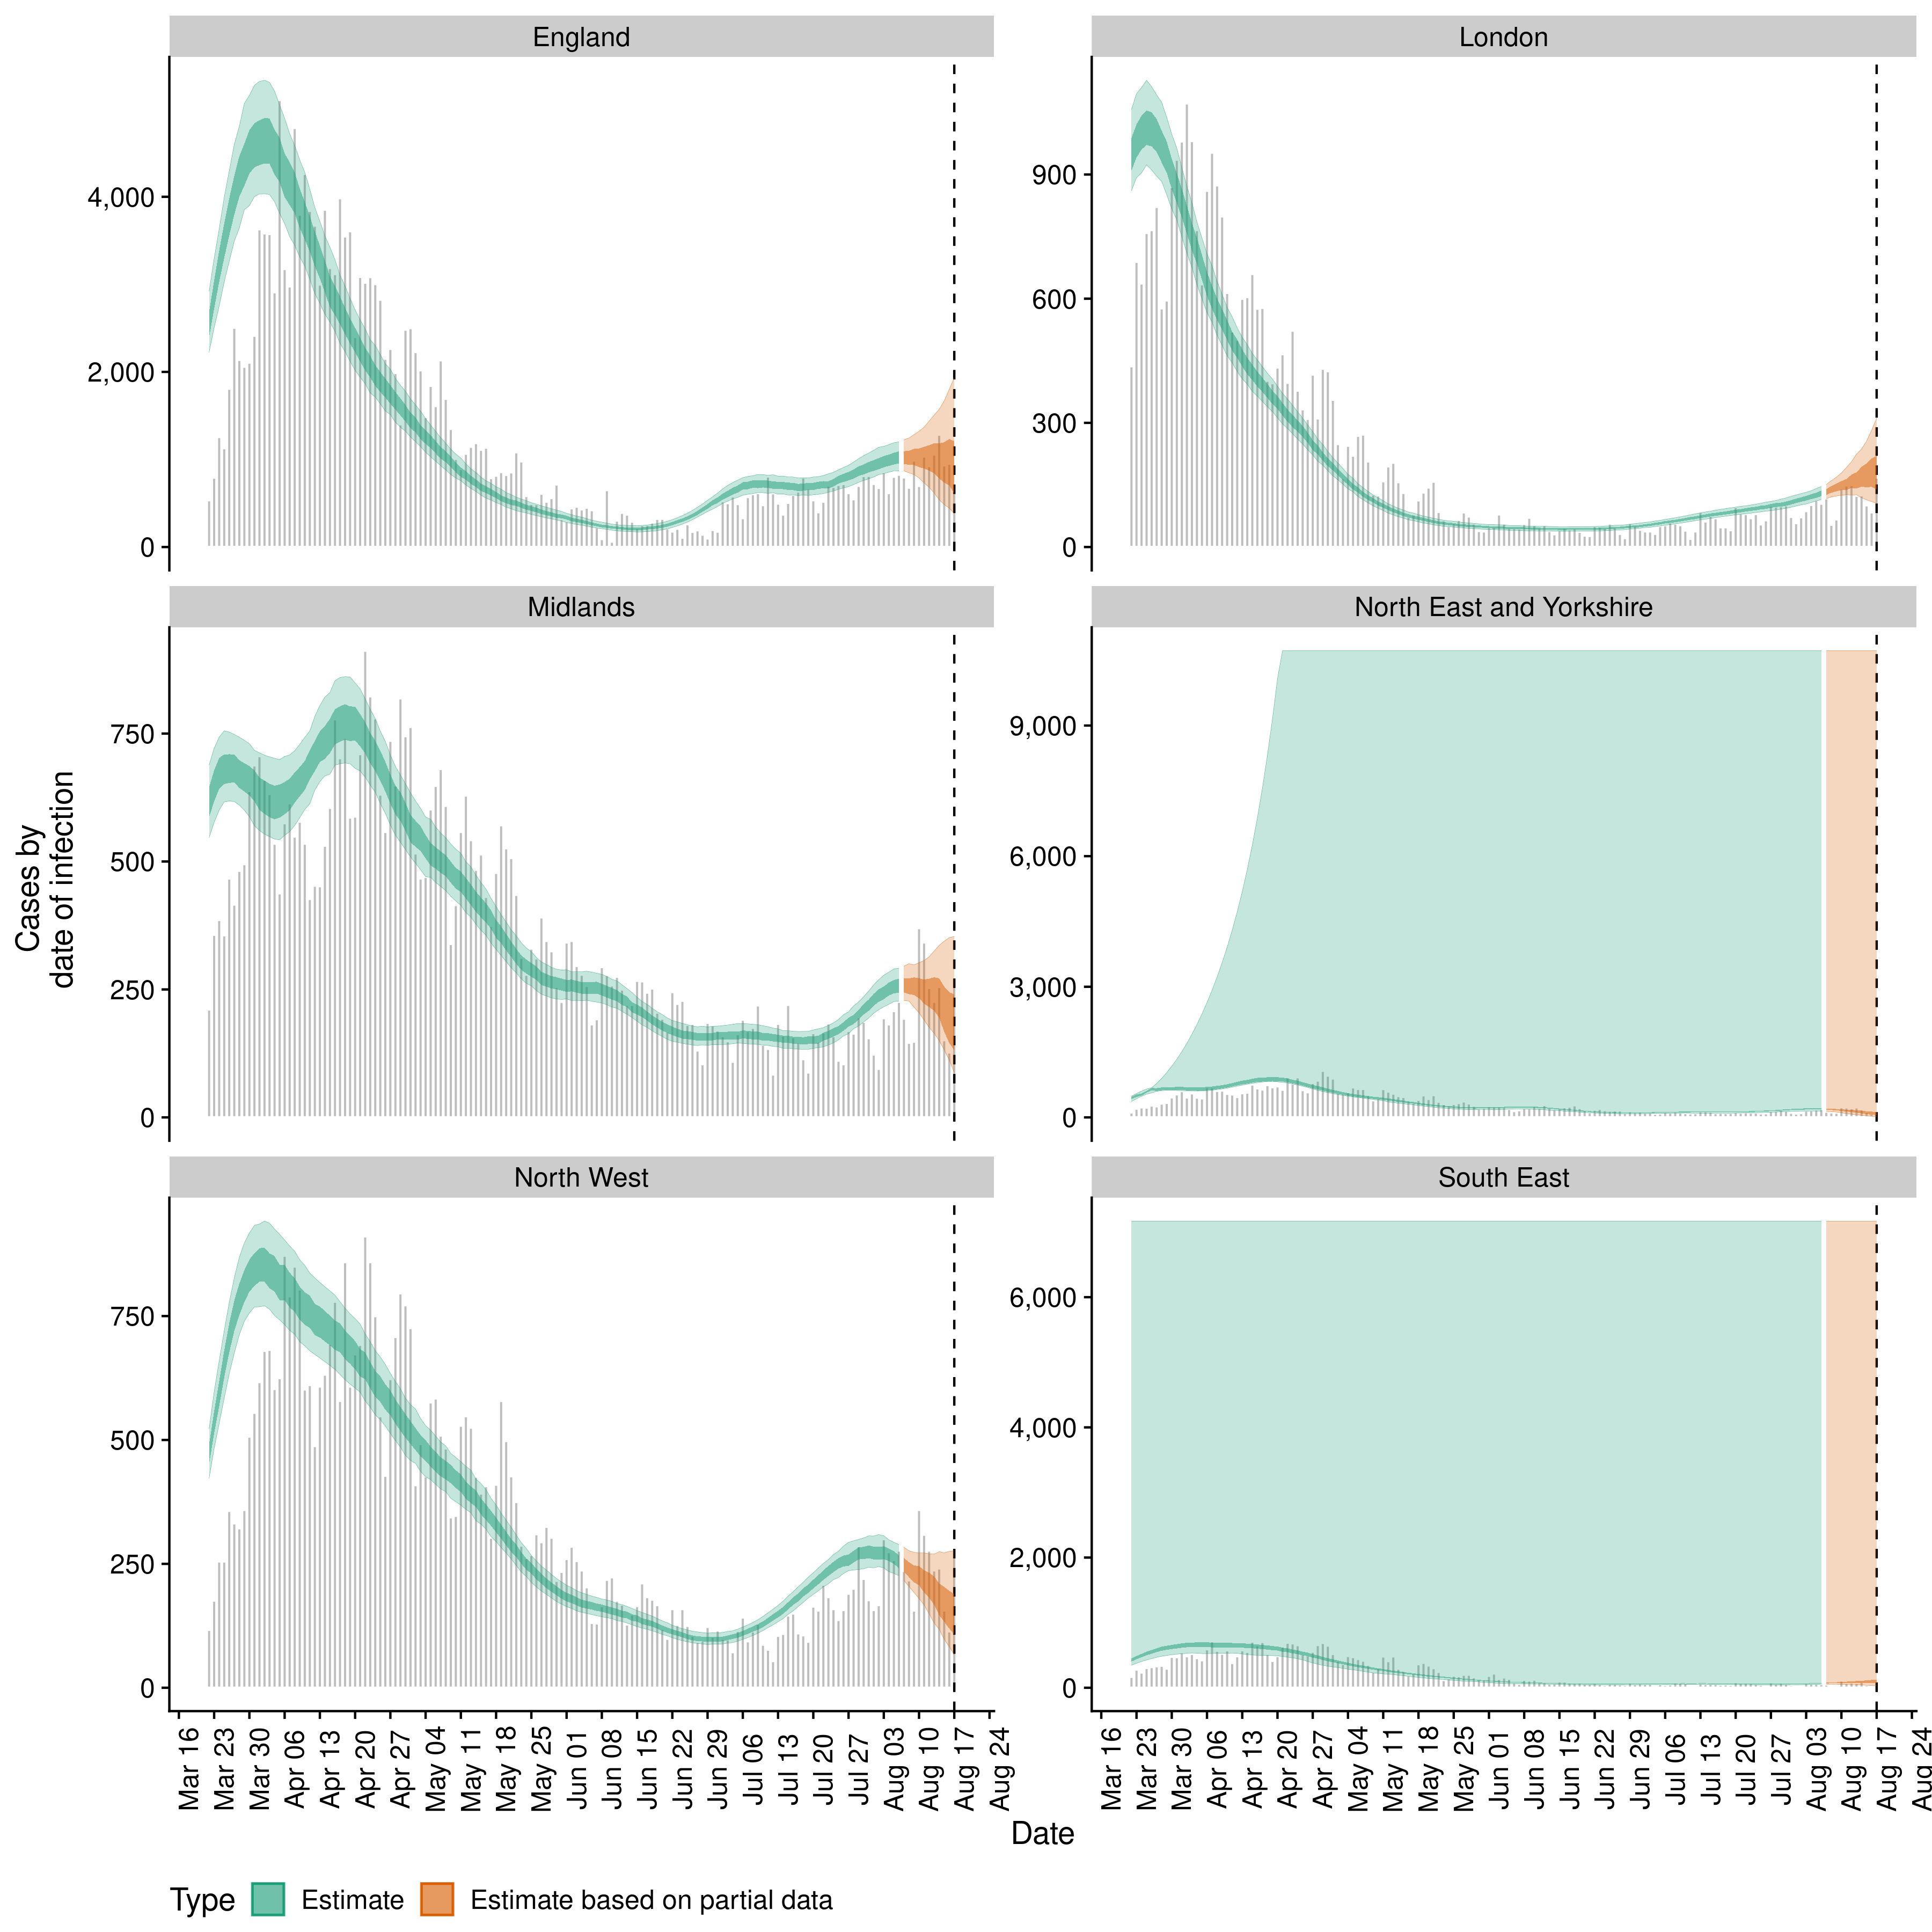 England
London
4,000
2,000
0
900
600
300
0
Midlands
North East and Yorkshire
Cases by
date of infection
750
500
250
0
9,000
6,000
3,000
0
North West
South East
750
500
250
0
6,000
4,000
2,000
0
Mar 16 Mar 23 Mar 30 Apr 06 Apr 13 Apr 20 Apr 27 May 04 May 11 May 18 May 25 Jun 01 Jun 08 Jun 15 Jun 22 Jun 29 Jul 06 Jul 13 Jul 20 Jul 27 Aug 03 Aug 10 Aug 17 Aug 24
Mar 16 Mar 23 Mar 30 Apr 06 Apr 13 Apr 20 Apr 27 May 04 May 11 May 18 May 25 Jun 01 Jun 08 Jun 15 Jun 22 Jun 29 Jul 06 Jul 13 Jul 20 Jul 27 Aug 03 Aug 10 Aug 17 Aug 24
Date
Type Estimate Estimate based on partial data